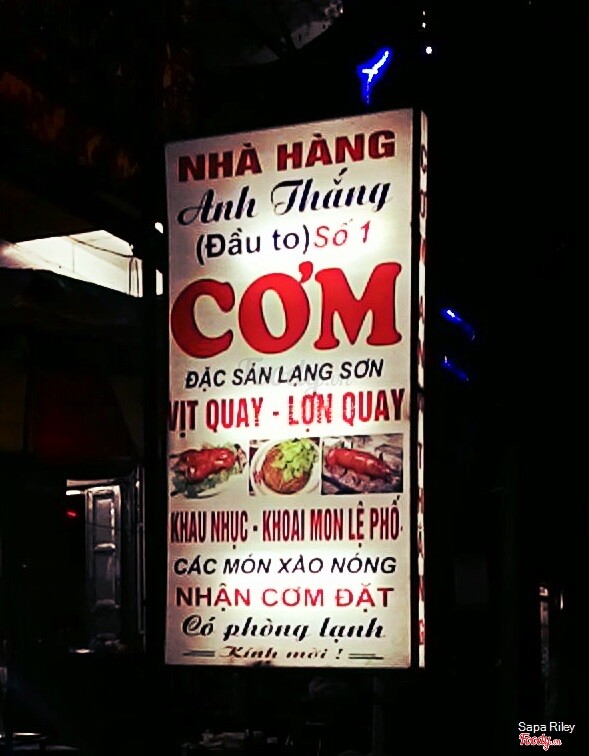 NHÀ HÀNG
Anh Thắng
(Đầu to) Số 1
CƠM
ĐẶC SẢN LẠNG SƠN
VỊT QUAY - LỢN QUAY
KHAU NHỤC - KHOAI MON LỆ PHỐ
CÁC MÓN XÀO NÓNG
NHẬN CƠM ĐẶT
Có phòng lạnh
Kính mời !
Sapa Riley
Foody.vn